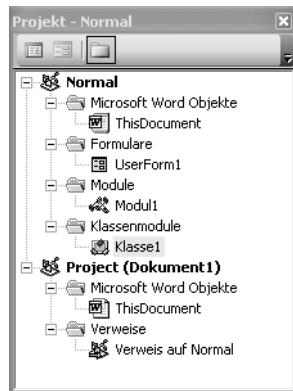 Projekt - Normal
Normal
Microsoft Word Objekte
ThisDocument
Formulare
UserForm1
Module
Modul1
Klassenmodule
Klasse1
Project (Dokument1)
Microsoft Word Objekte
ThisDocument
Verweise
Verweis auf Normal